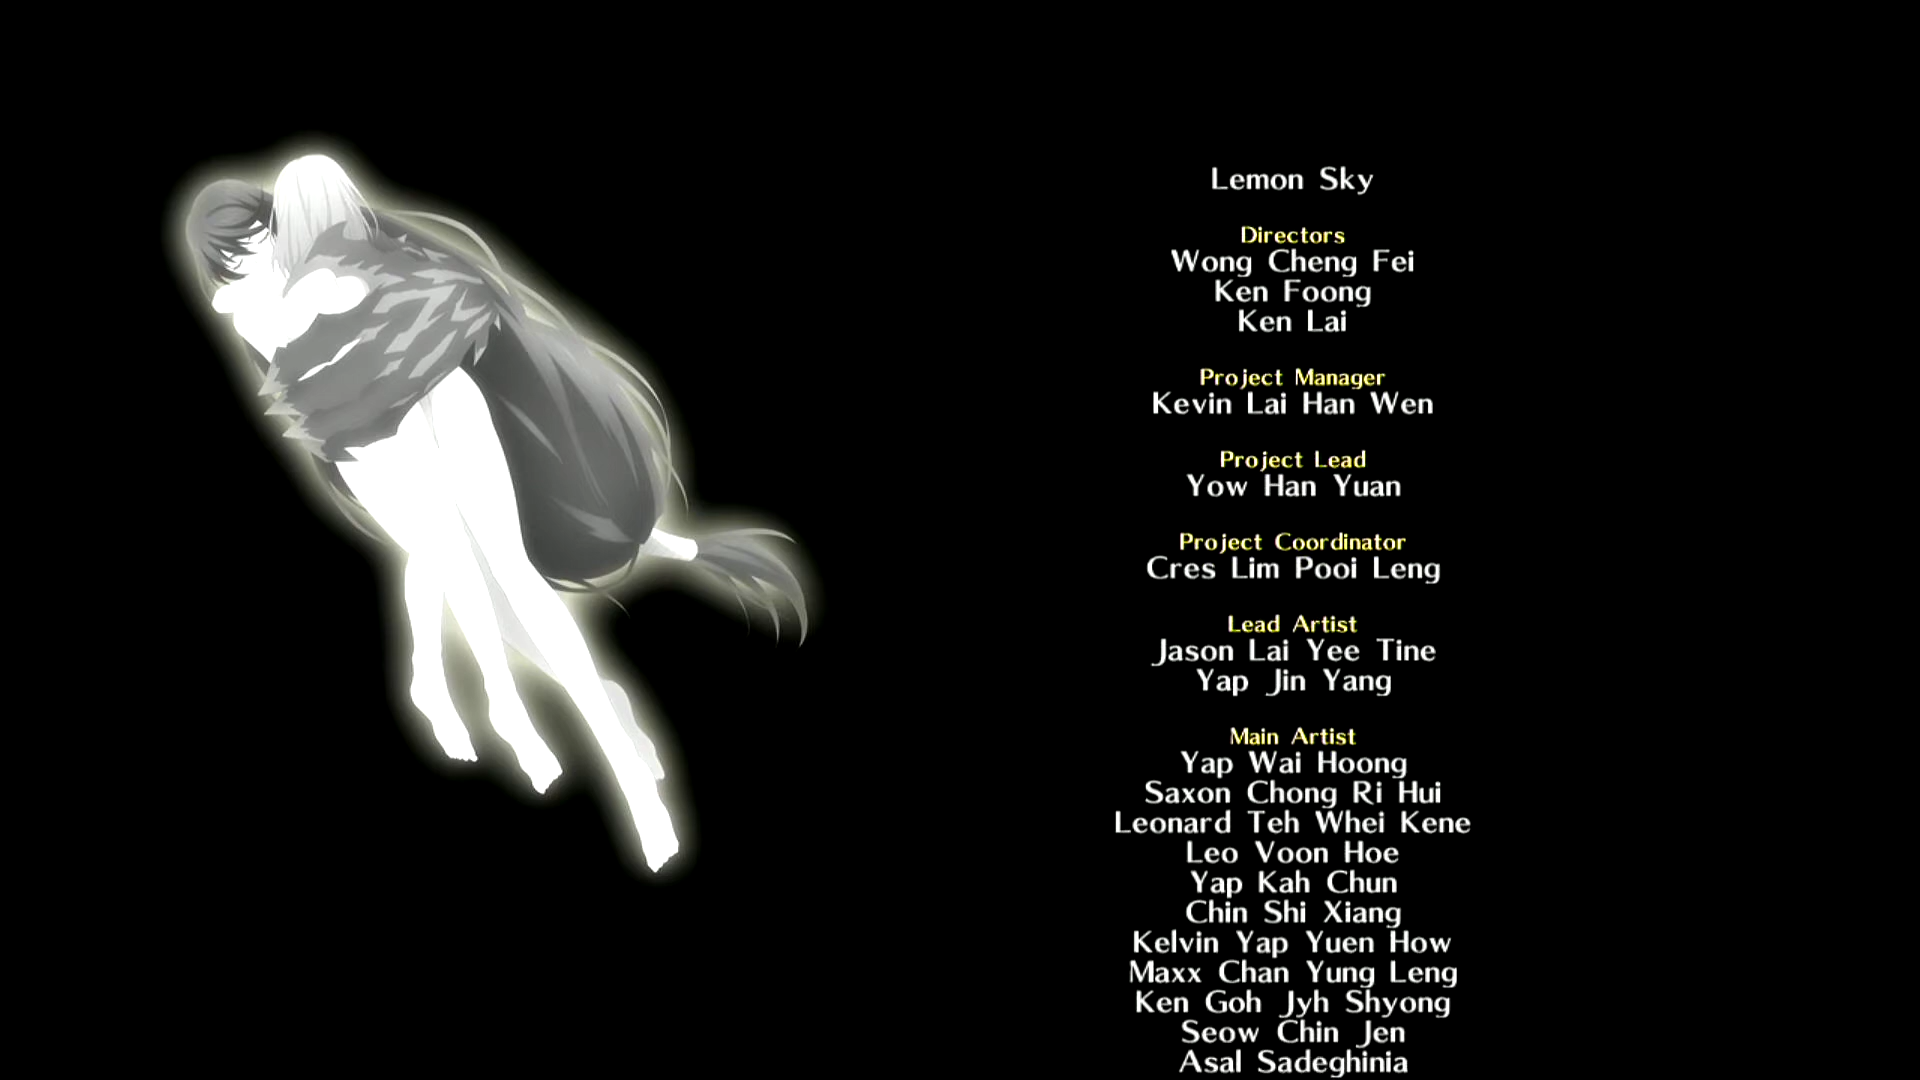 Lemon Sky
Directors
Wong Cheng Fei
Ken Foong
Ken Lai
Project Manager
Kevin Lai Han Wen
Project Lead
Yow Han Yuan
Project Coordinator
Cres Lim Pooi Leng
Lead Artist
Jason Lai Yee Tine
Yap Jin Yang
Main Artist
Yap Wai Hoong
Saxon Chong Ri Hui
Leonard Teh Whei Kene
Leo Voon Hoe
Yap Kah Chun
Chin Shi Xiang
Kelvin Yap Yuen How
Maxx Chan Yung Leng
Ken Goh Jyh Shyong
Seow Chin Jen
Asal Sadeghinia